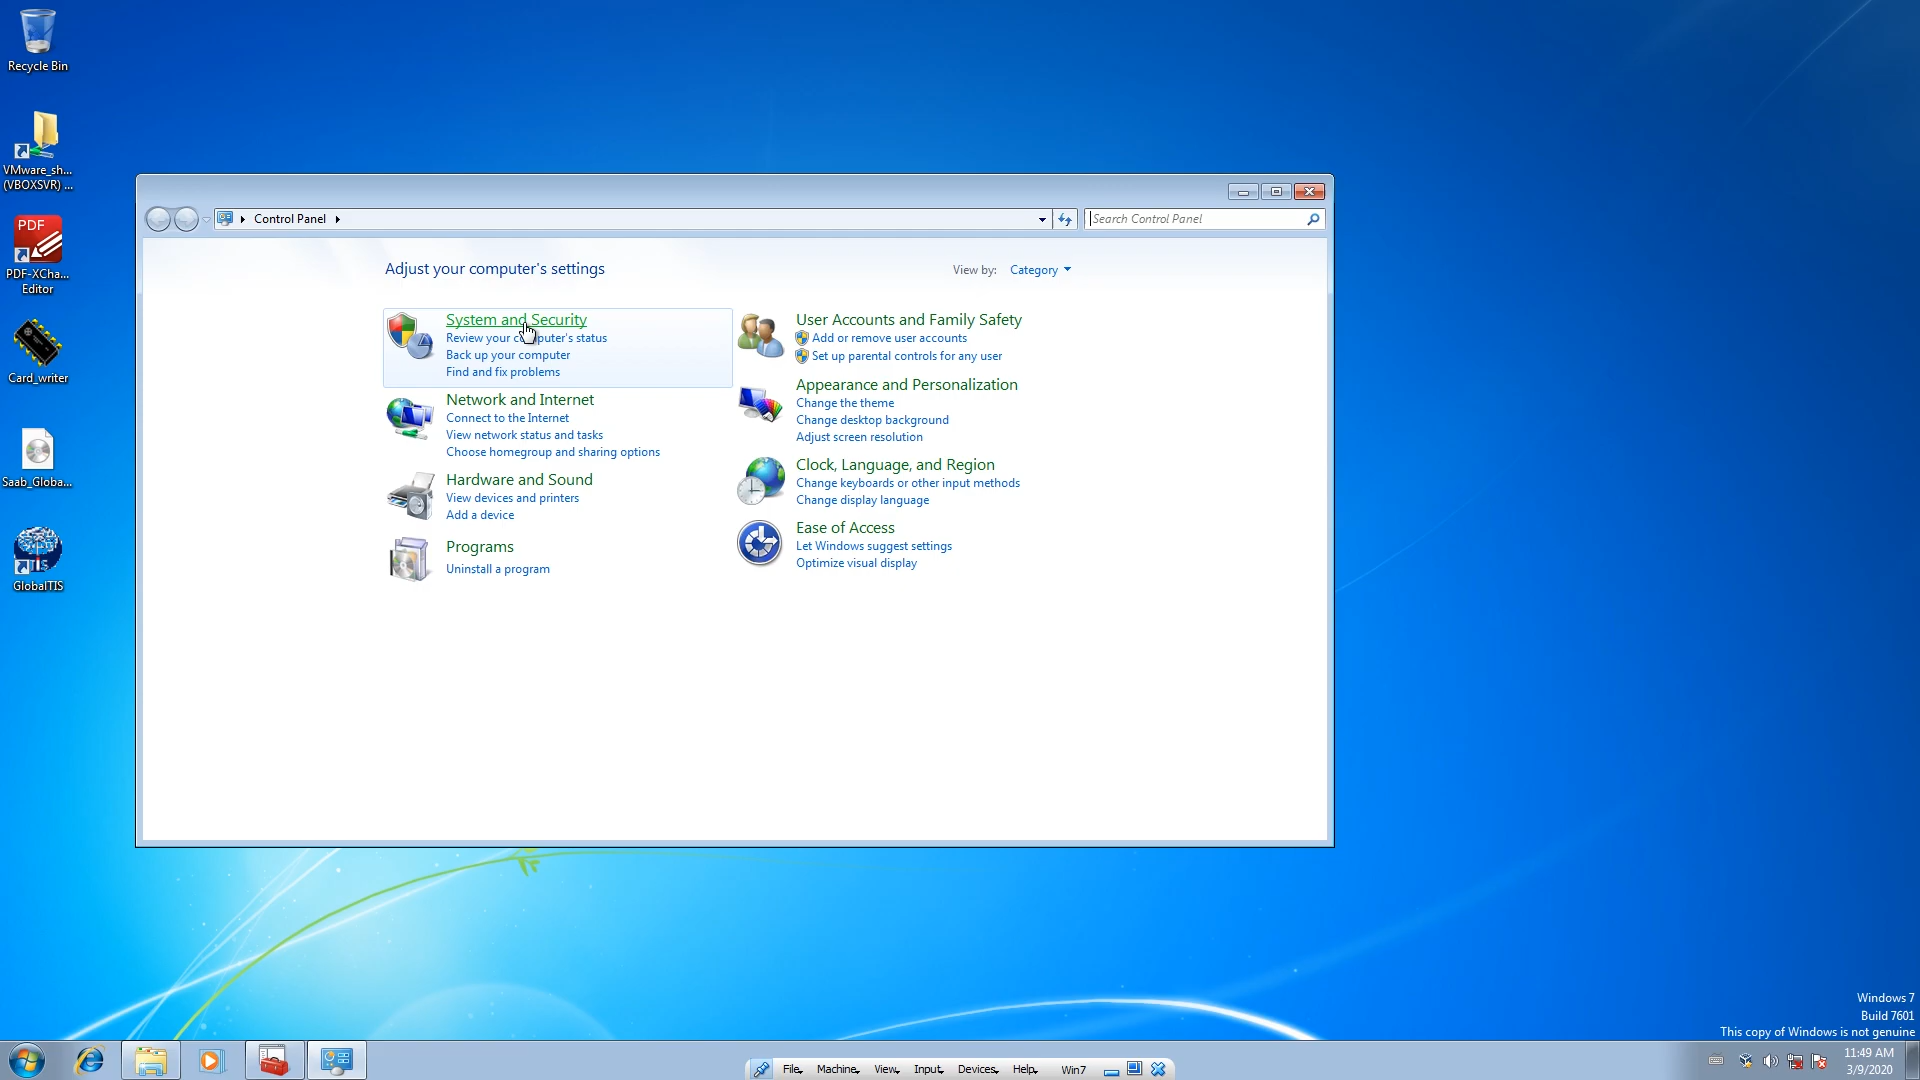 Recycle Bin
VMware_sh...
(VBOXSVR) ...
PDF
PDF-XCha...
Editor
Card_writer
Saab_Globa...
TIS
GlobalTIS
Control Panel
Search Control Panel
Adjust your computer's settings
View by: Category
System and Security
Review your computer's status
Back up your computer
Find and fix problems
Network and Internet
Connect to the Internet
View network status and tasks
Choose homegroup and sharing options
Hardware and Sound
View devices and printers
Add a device
Programs
Uninstall a program
User Accounts and Family Safety
Add or remove user accounts
Set up parental controls for any user
Appearance and Personalization
Change the theme
Change desktop background
Adjust screen resolution
Clock, Language, and Region
Change keyboards or other input methods
Change display language
Ease of Access
Let Windows suggest settings
Optimize visual display
Windows 7
Build 7601
This copy of Windows is not genuine
File Machine View Input Devices Help Win7
11:49 AM
3/9/2020